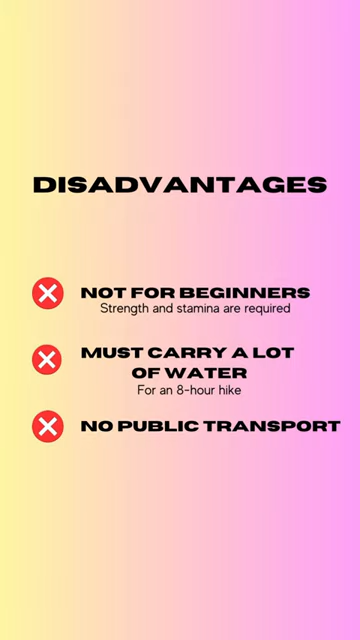 DISADVANTAGES
NOT FOR BEGINNERS
Strength and stamina are required
MUST CARRY A LOT
OF WATER
For an 8-hour hike
NO PUBLIC TRANSPORT